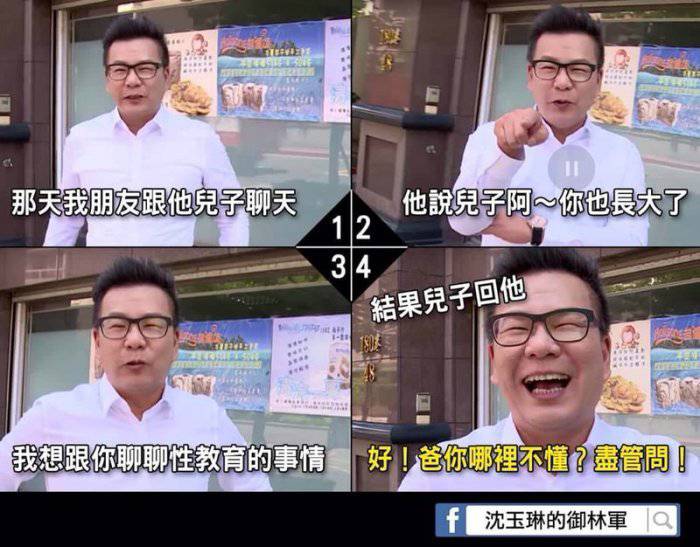 那天我朋友跟他兒子聊天
1
2
他說兒子阿～你也長大了
3
4
我想跟你聊聊性教育的事情
結果兒子回他
好！爸你哪裡不懂？盡管問！
f 沈玉琳的御林軍